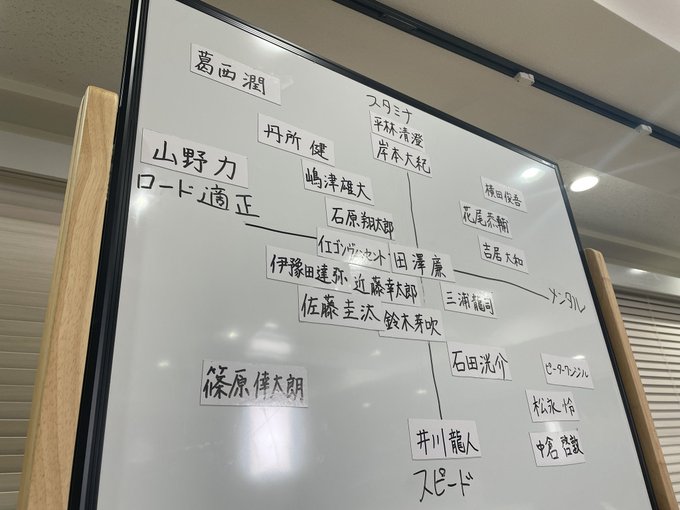 葛西潤
スタミナ
平林清澄
岸本大紀
丹所健
山野力
ロード適正
嶋津雄大
横田俊吾
石原翔太郎
花尾恭輔
イェゴンヴィンセント
田澤廉
吉居大和
伊豫田達弥
近藤幸太郎
メンタル
佐藤圭汰
鈴木芽吹
三浦龍司
石田洸介
ピーターワンジル
篠原倖太朗
松永怜
井川龍人
中倉啓敦
スピード